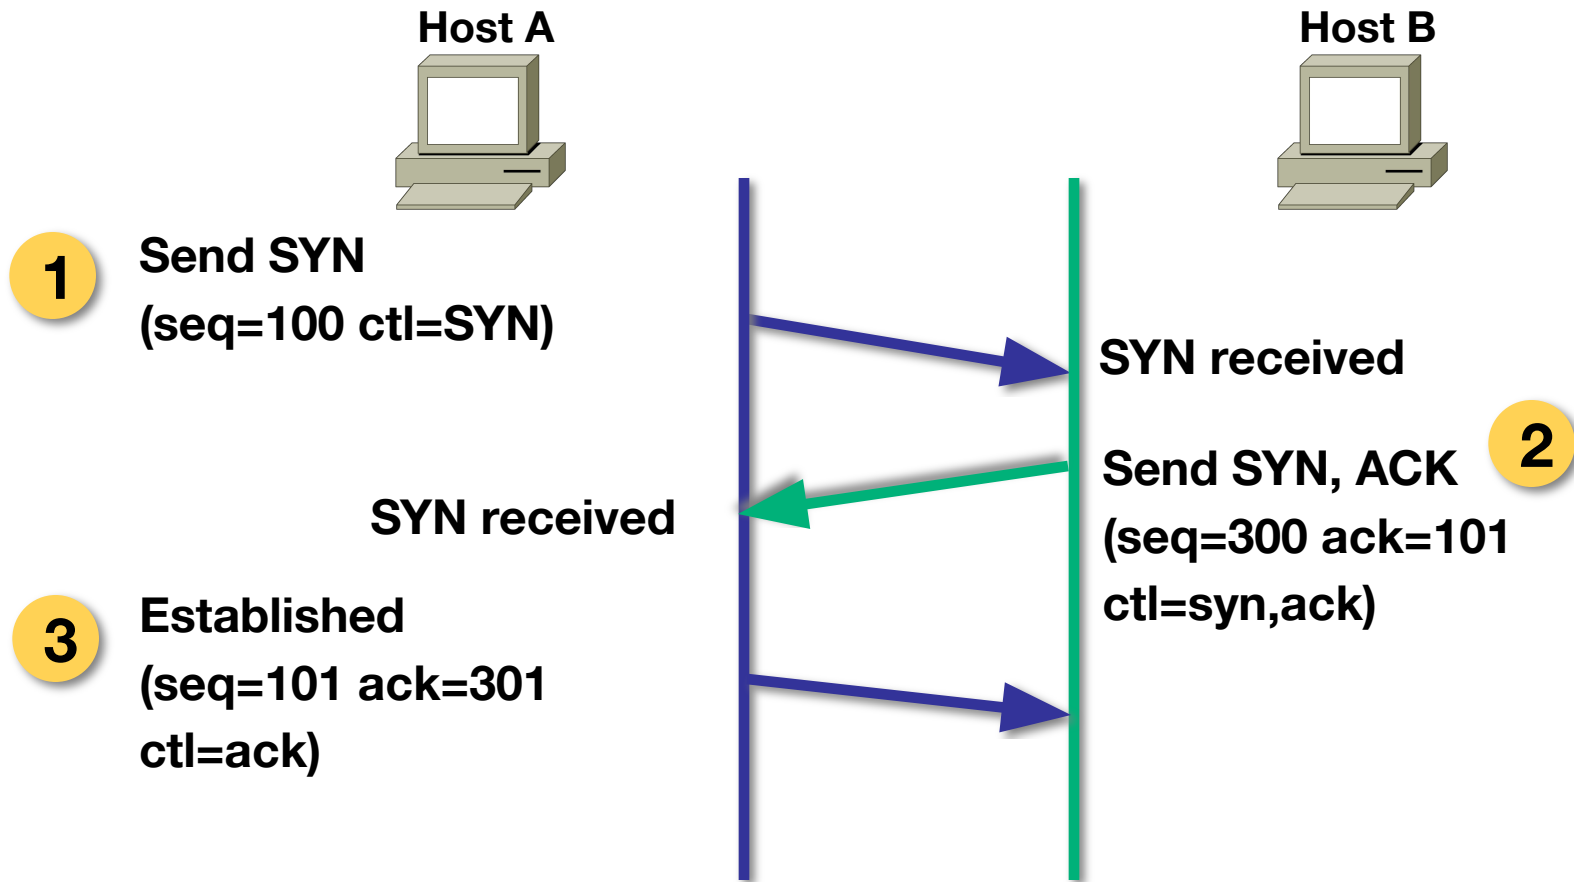 Host A
Host B
1
Send SYN
(seq=100 ctl=SYN)
SYN received
2
Send SYN, ACK
(seq=300 ack=101
ctl=syn,ack)
SYN received
3
Established
(seq=101 ack=301
ctl=ack)